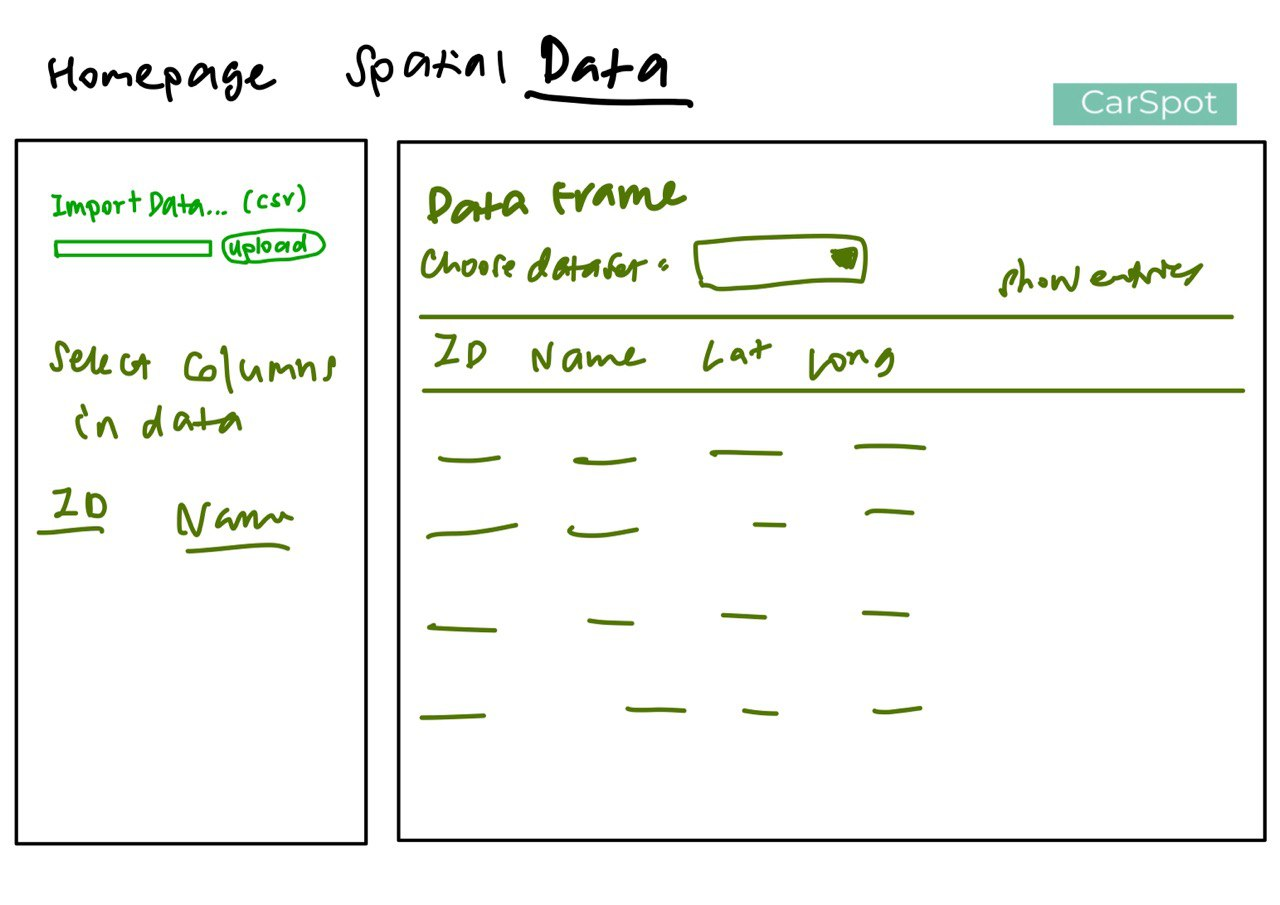 Homepage Spatial Data
CarSpot
Import Data... (csv)
upload
Select Columns
in data
ID Name
Data Frame
Choose dataset:
show entries
ID Name Lat Long